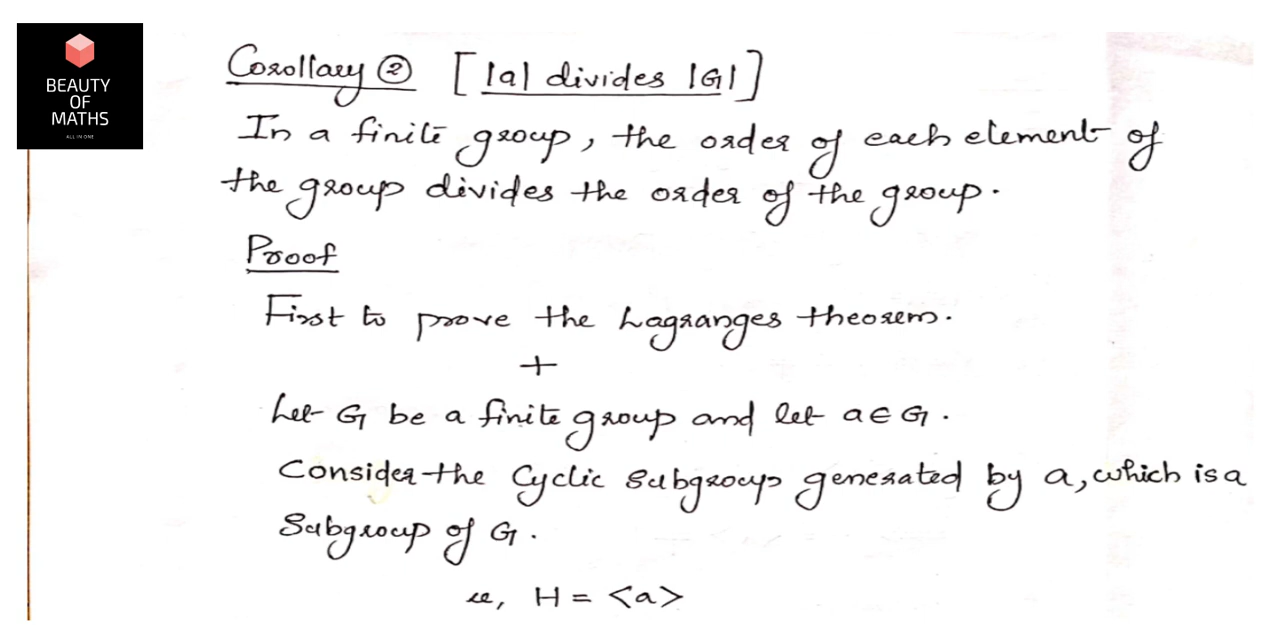 BEAUTY
OF
MATHS
ALL IN ONE
Corollary ② [|a| divides |G|]
In a finite group, the order of each element of
the group divides the order of the group.
Proof
First to prove the Lagranges theorem.
+
Let G be a finite group and let a ∈ G.
Consider the Cyclic Subgroup generated by a, which is a
Subgroup of G.
ie, H = <a>